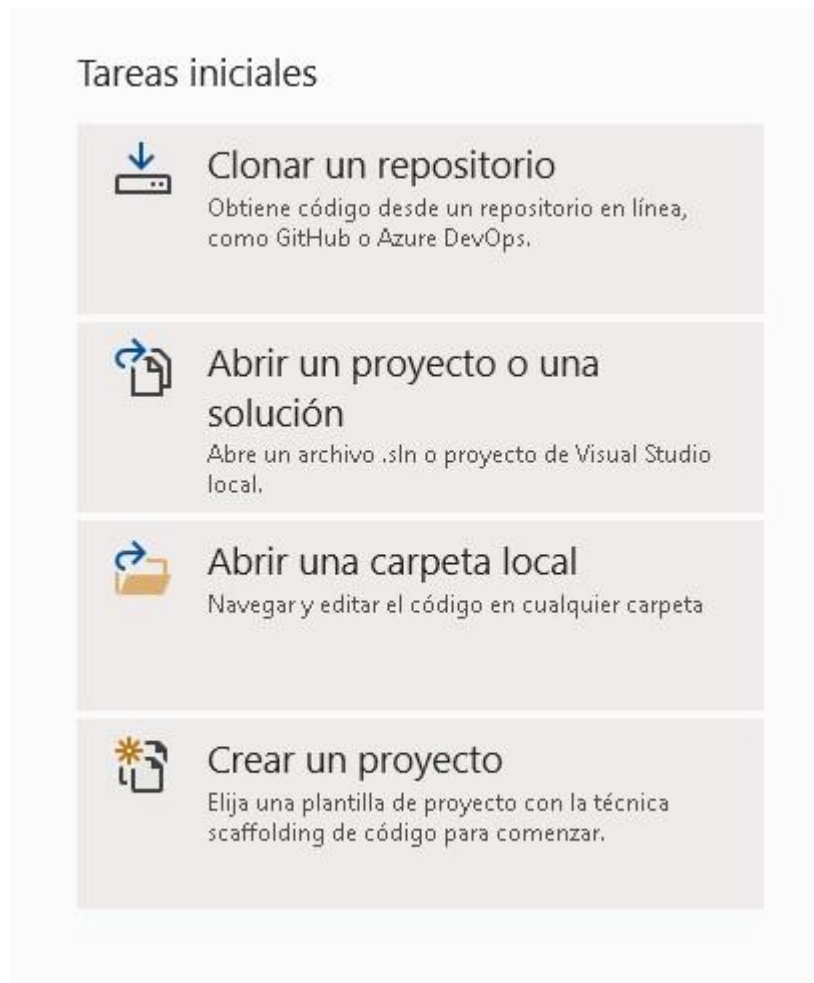 Tareas iniciales
Clonar un repositorio
Obtiene código desde un repositorio en línea,
como GitHub o Azure DevOps.
Abrir un proyecto o una
solución
Abre un archivo .sln o proyecto de Visual Studio
local.
Abrir una carpeta local
Navegar y editar el código en cualquier carpeta
Crear un proyecto
Elija una plantilla de proyecto con la técnica
scaffolding de código para comenzar.